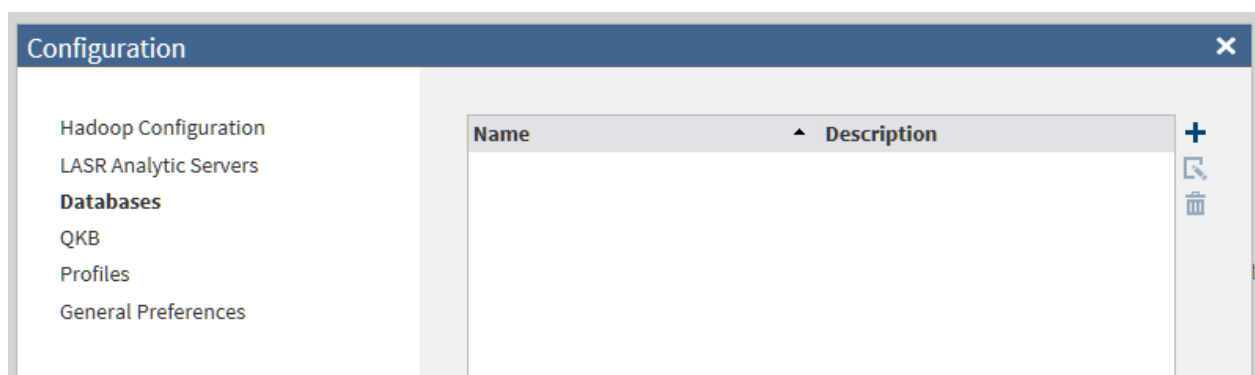 Configuration
Hadoop Configuration
LASR Analytic Servers
Databases
QKB
Profiles
General Preferences
Name Description